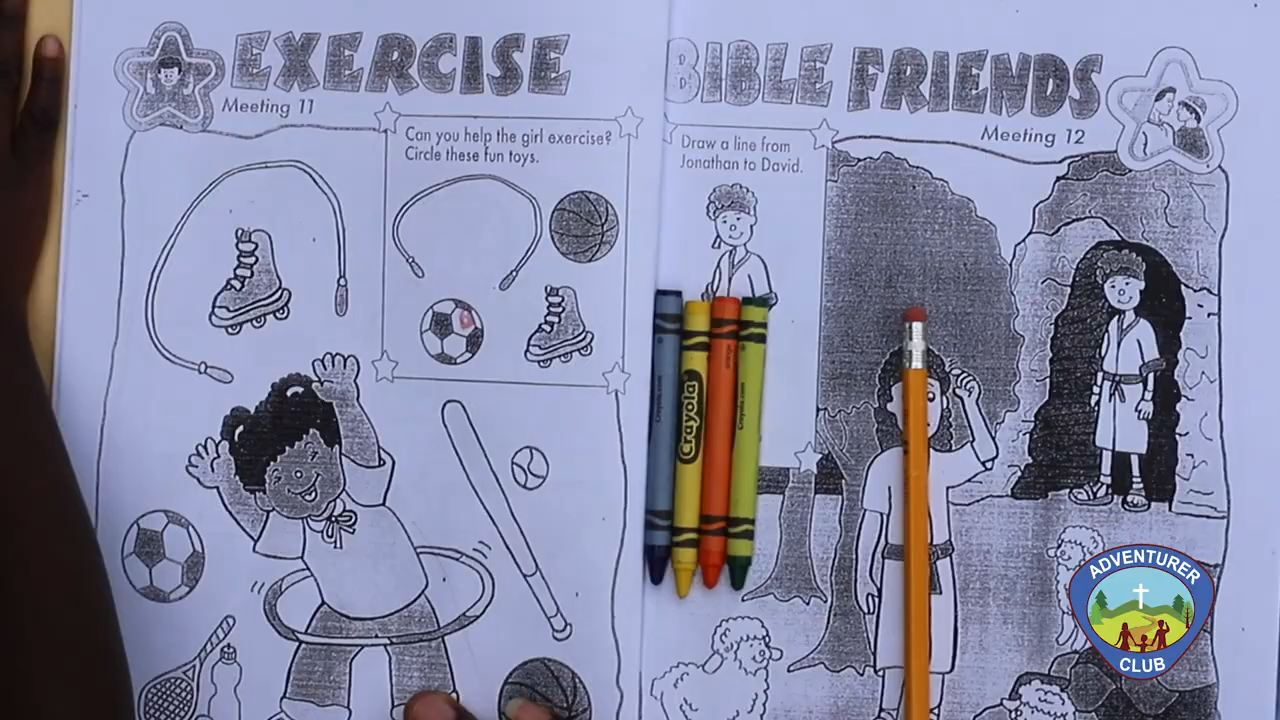 EXERCISE
Meeting 11
Can you help the girl exercise?
Circle these fun toys.
BIBLE FRIENDS
Meeting 12
Draw a line from
Jonathan to David.
Crayola
ADVENTURER
CLUB